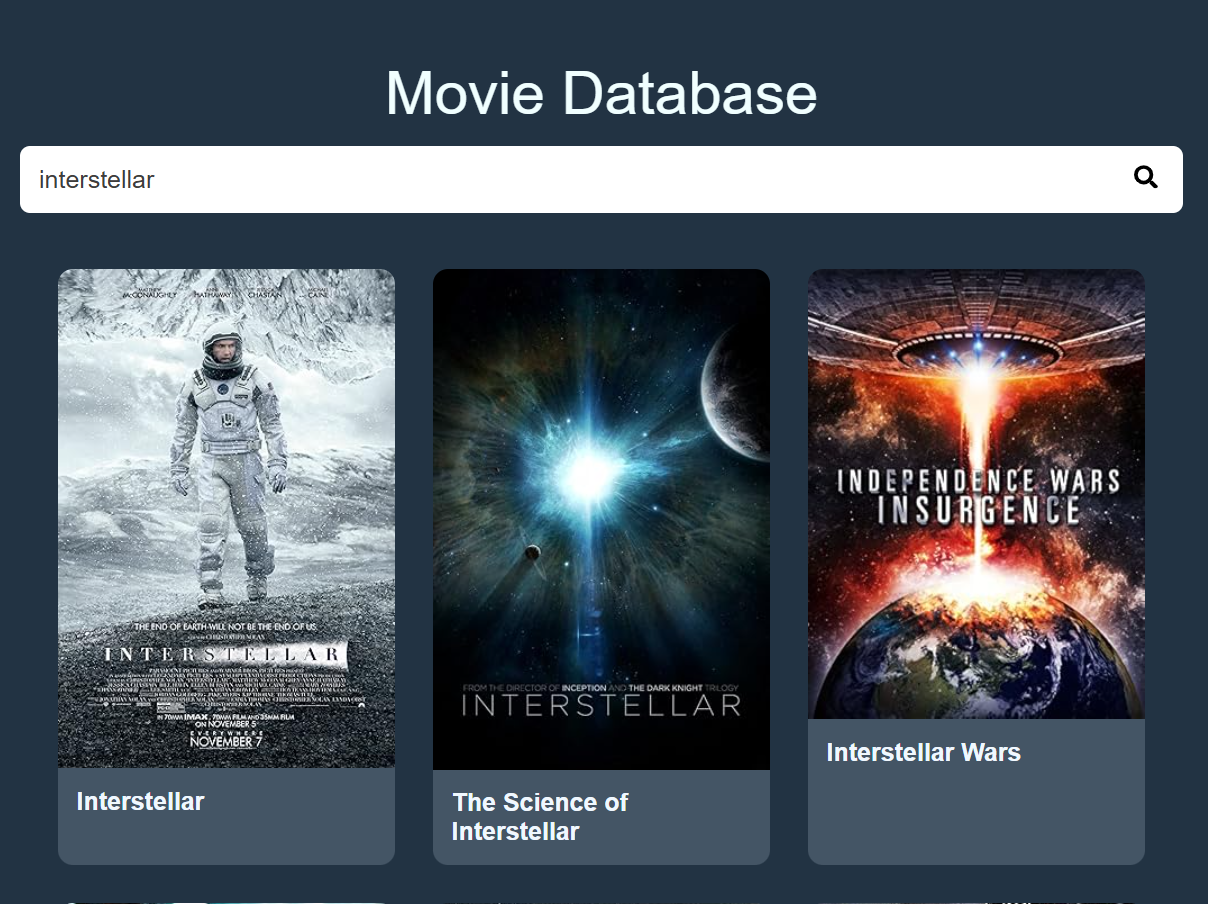 Movie Database
interstellar
MATTHEW McCONAUGHEY ANNE HATHAWAY JESSICA CHASTAIN MICHAEL CAINE
THE END OF EARTH WILL NOT BE THE END OF US
CHRISTOPHER NOLAN
INTERSTELLAR
IN 70MM IMAX, 70MM FILM AND 35MM FILM
ON NOVEMBER 5
EVERYWHERE
NOVEMBER 7
Interstellar
FROM THE DIRECTOR OF INCEPTION AND THE DARK KNIGHT TRILOGY
INTERSTELLAR
The Science of
Interstellar
INDEPENDENCE WARS
INSURGENCE
Interstellar Wars